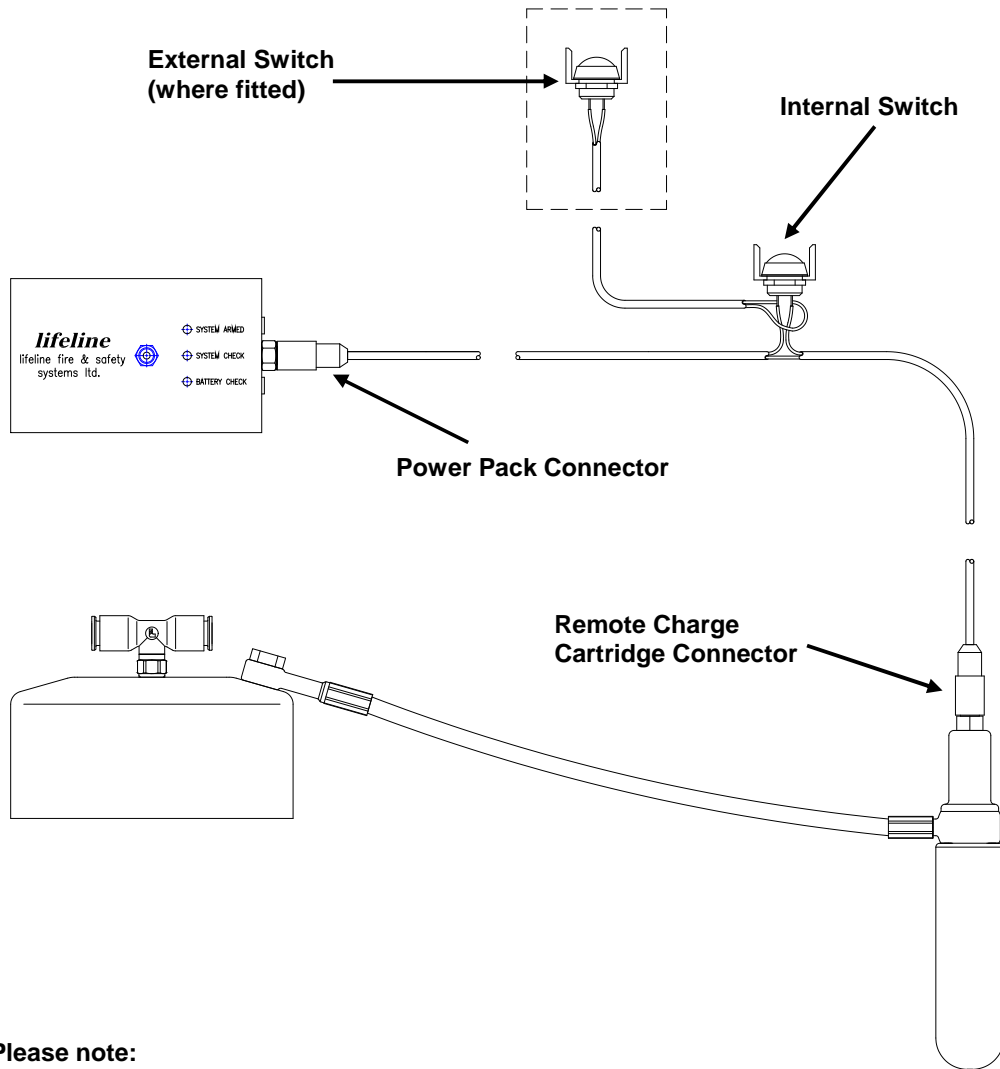 External Switch
(where fitted)
Internal Switch
lifeline
lifeline fire & safety
systems ltd.
SYSTEM ARMED
SYSTEM CHECK
BATTERY CHECK
Power Pack Connector
Remote Charge
Cartridge Connector
Please note: